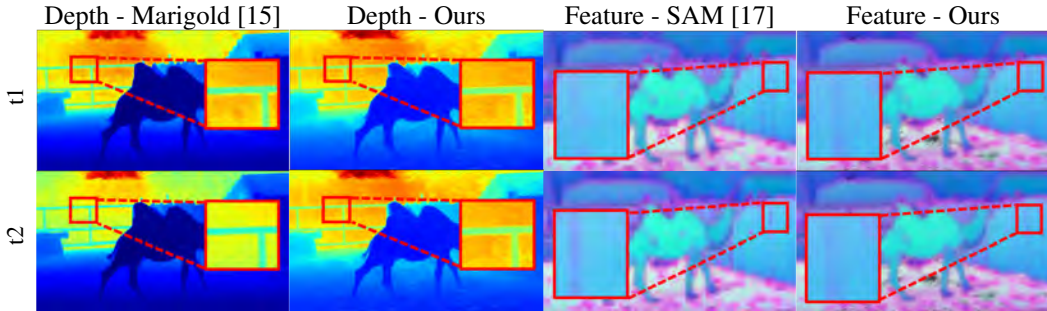 Depth - Marigold [15] Depth - Ours Feature - SAM [17] Feature - Ours
t1
t2